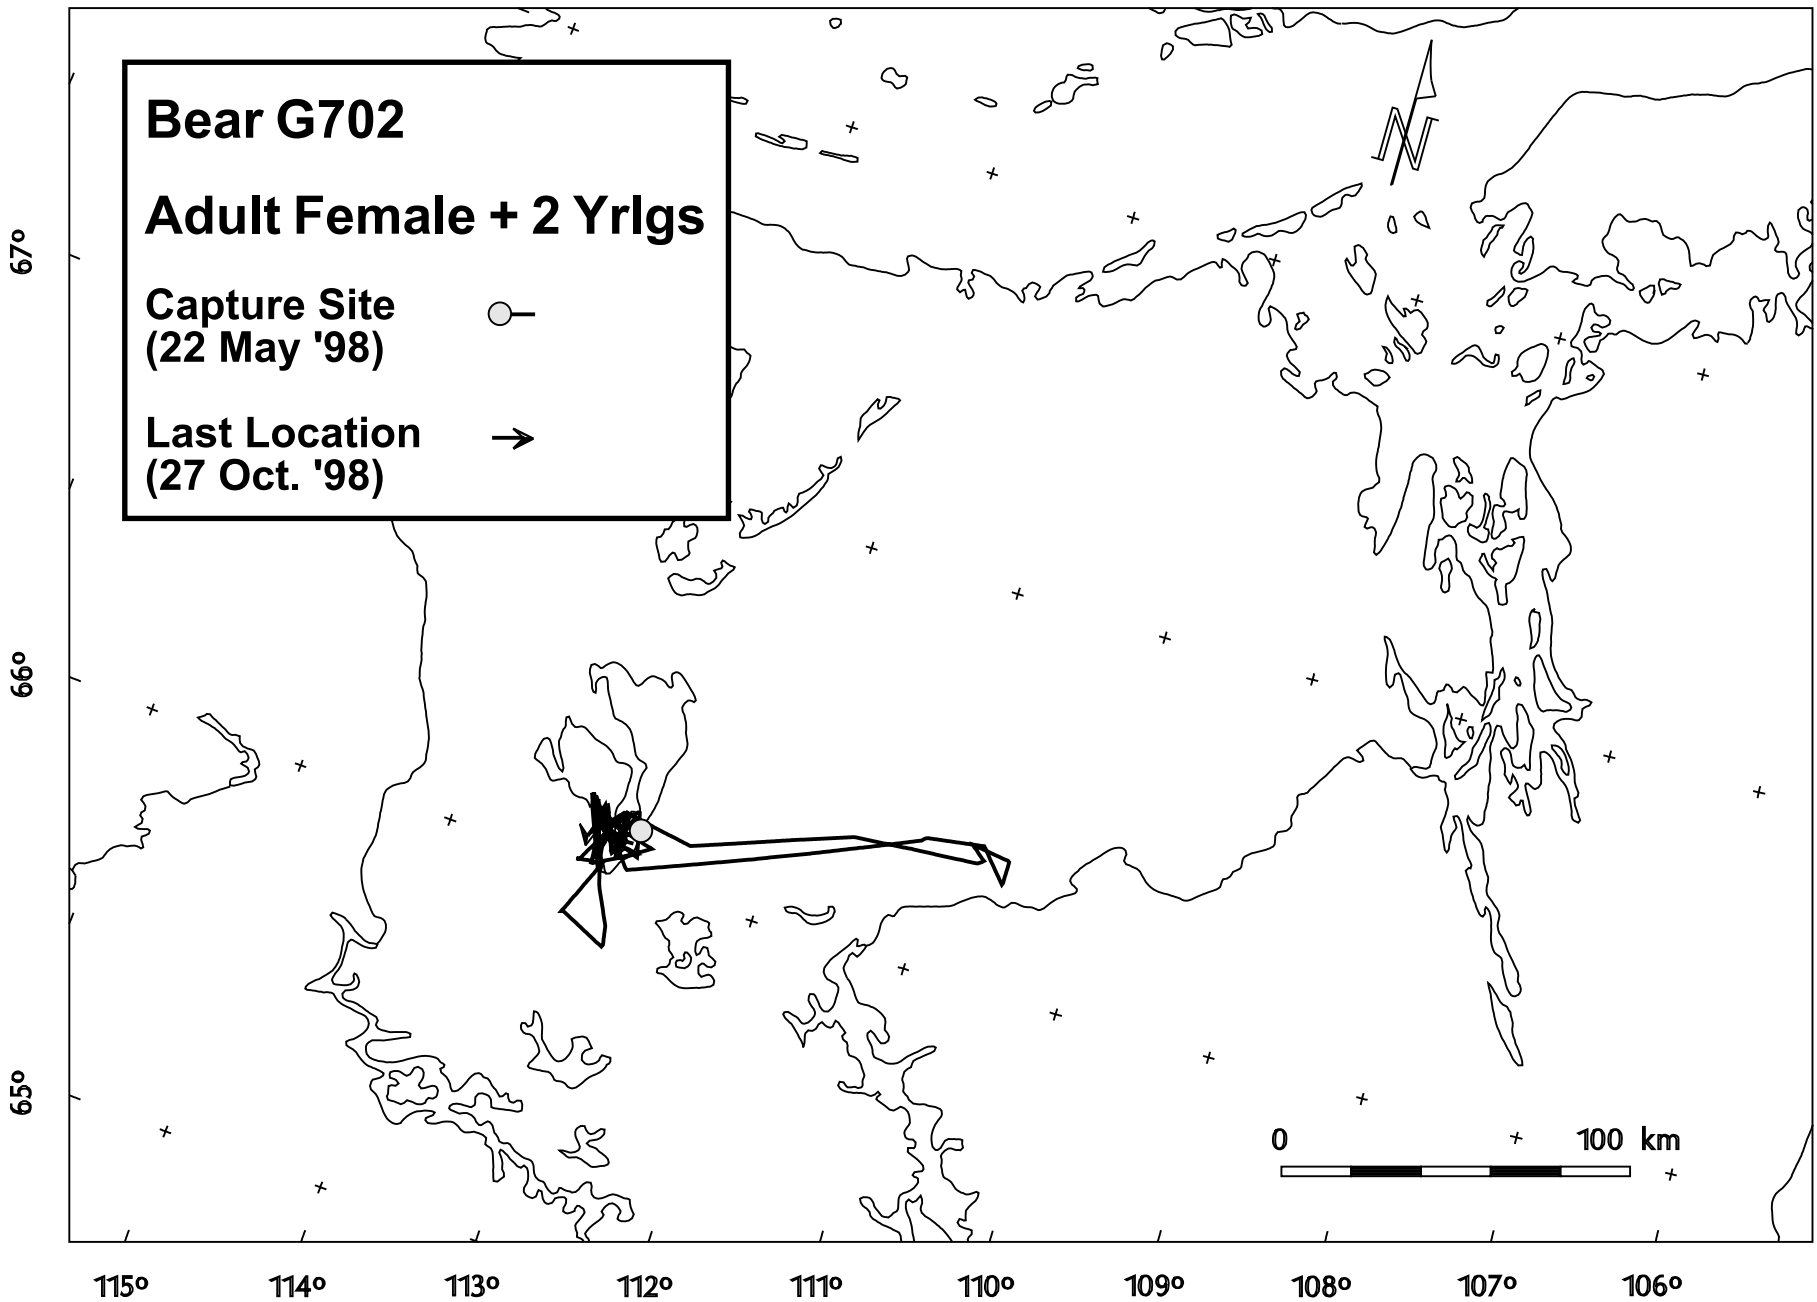 Bear G702
Adult Female + 2 Yrlgs
Capture Site
(22 May '98)
Last Location
(27 Oct. '98)
N
67°
66°
65°
0 100 km
115° 114° 113° 112° 111° 110° 109° 108° 107° 106°